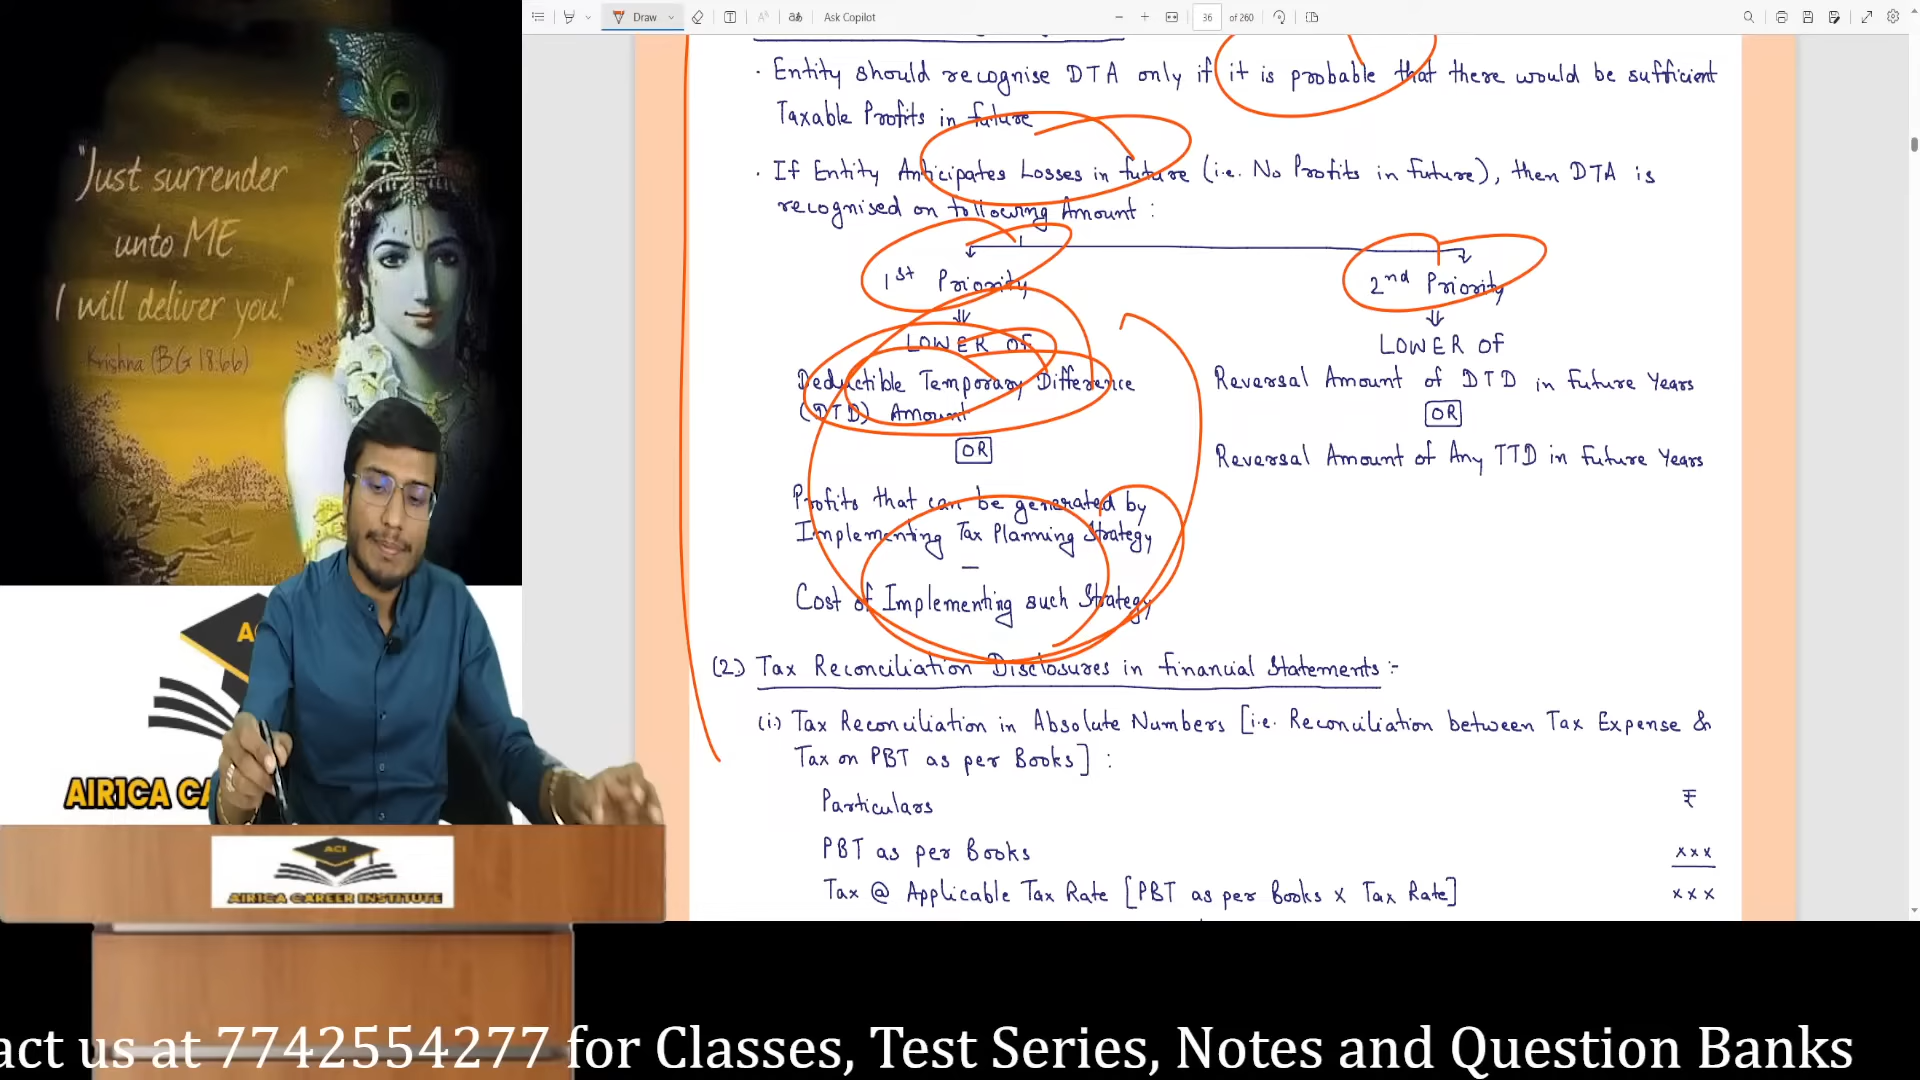 Draw
Ask Copilot
36
of 260
"Just surrender
unto ME
I will deliver you!"
Krishna (BG 18.66)
· Entity should recognise DTA only if it is probable that there would be sufficient
Taxable Profits in future
· If Entity Anticipates Losses in future (i.e. No Profits in future), then DTA is
recognised on following Amount :
1st Priority
2nd Priority
LOWER OF
LOWER OF
Deductible Temporary Difference
(DTD) Amount
Reversal Amount of DTD in future Years
OR
OR
Reversal Amount of Any TTD in future Years
Profits that can be generated by
Implementing Tax Planning Strategy
–
Cost of Implementing such Strategy
(2.) Tax Reconciliation Disclosures in financial Statements :-
(i.) Tax Reconciliation in Absolute Numbers [i.e. Reconciliation between Tax Expense &
Tax on PBT as per Books] :
Particulars ₹
PBT as per Books xxx
Tax @ Applicable Tax Rate [PBT as per Books x Tax Rate] xxx
AIR1CA CA
ACI
AIR1CA CAREER INSTITUTE
act us at 7742554277 for Classes, Test Series, Notes and Question Banks